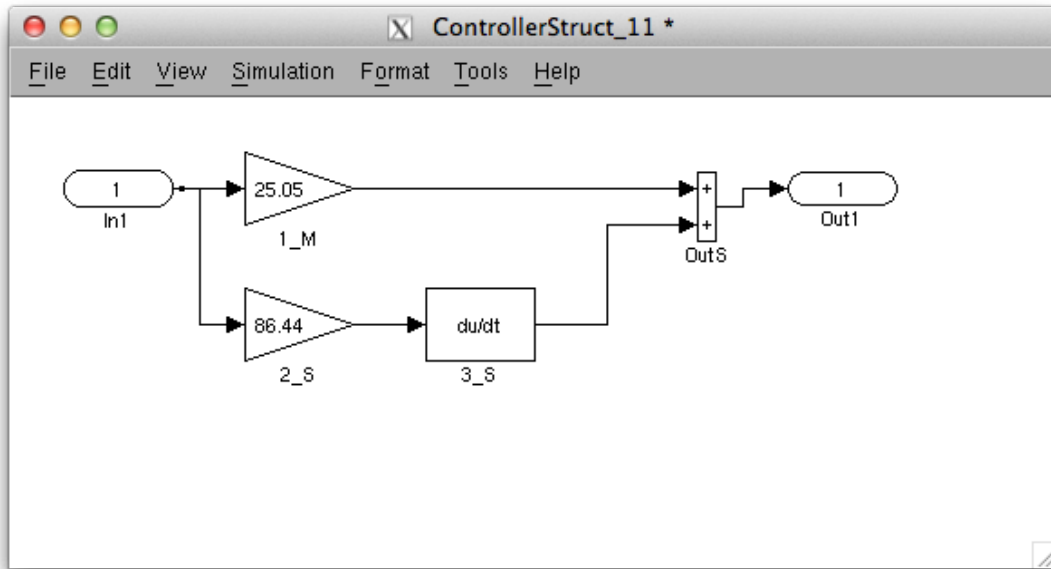 ControllerStruct_11 *
File Edit View Simulation Format Tools Help
1
In1
25.05
1_M
+
+
OutS
1
Out1
86.44
2_S
du/dt
3_S